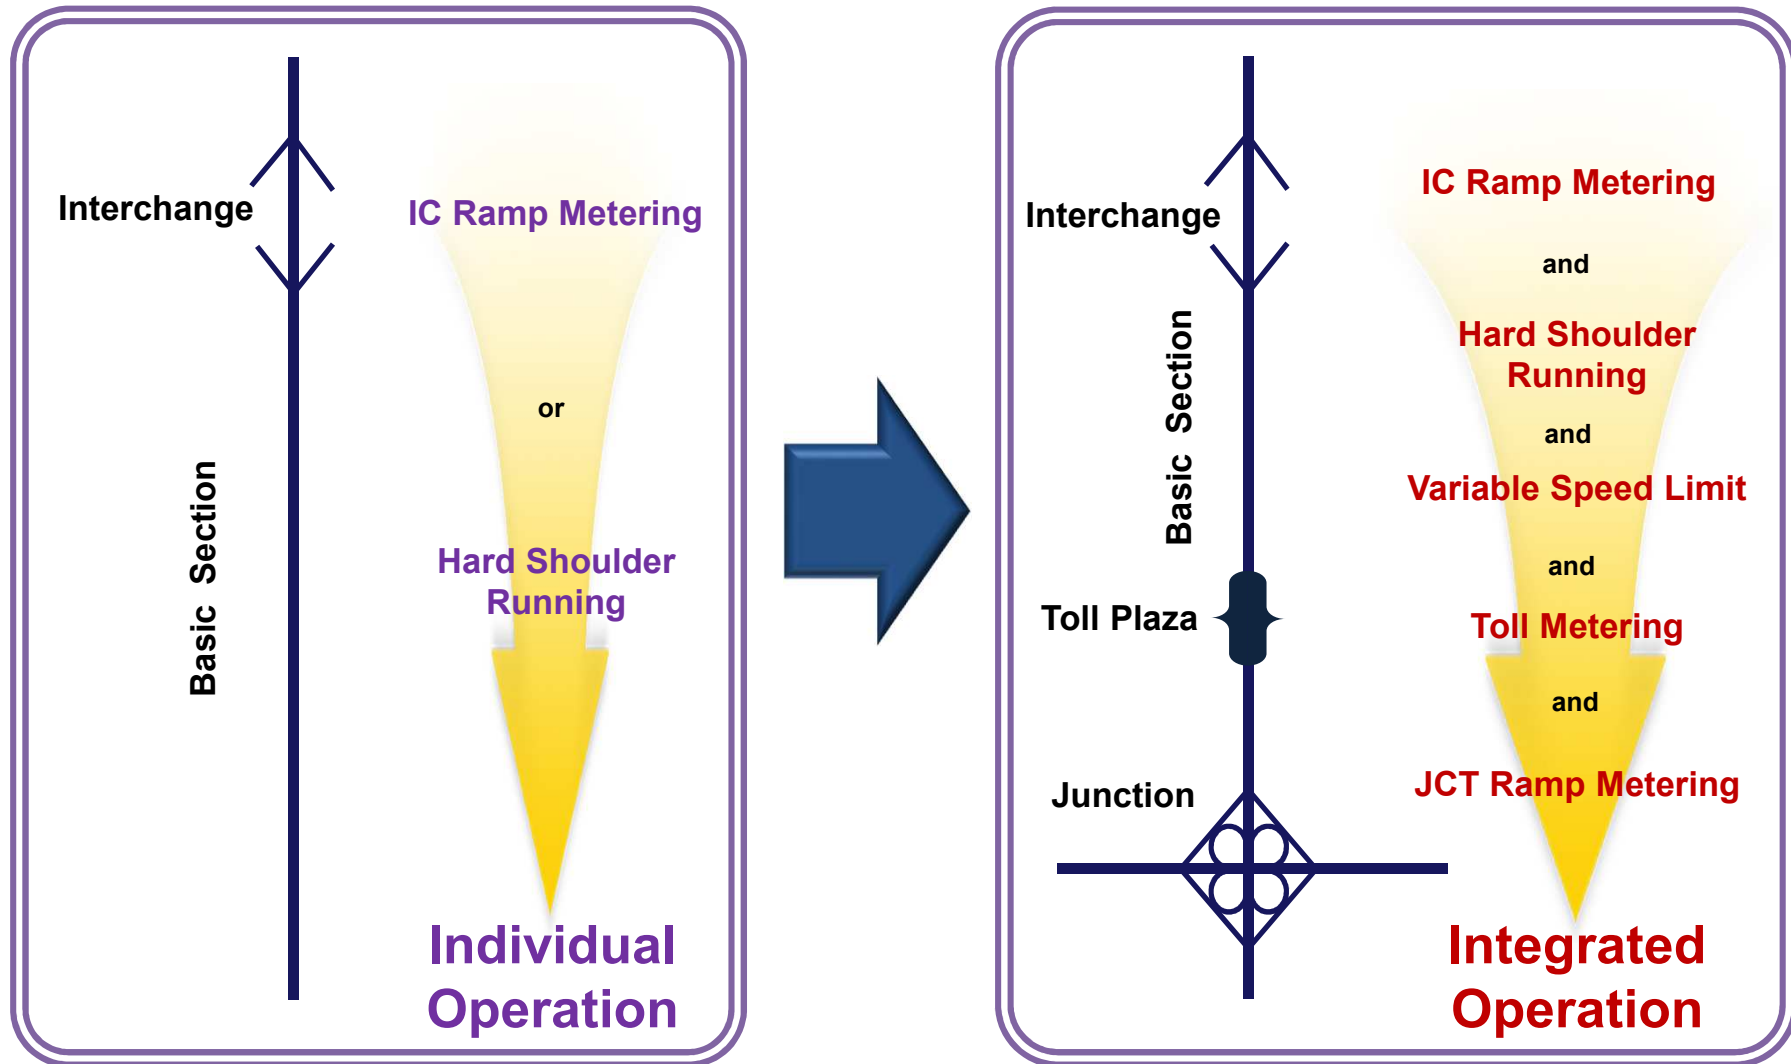 Interchange
IC Ramp Metering
or
Basic Section
Hard Shoulder
Running
Individual
Operation
Interchange
IC Ramp Metering
and
Hard Shoulder
Running
and
Basic Section
Variable Speed Limit
and
Toll Plaza
Toll Metering
and
Junction
JCT Ramp Metering
Integrated
Operation